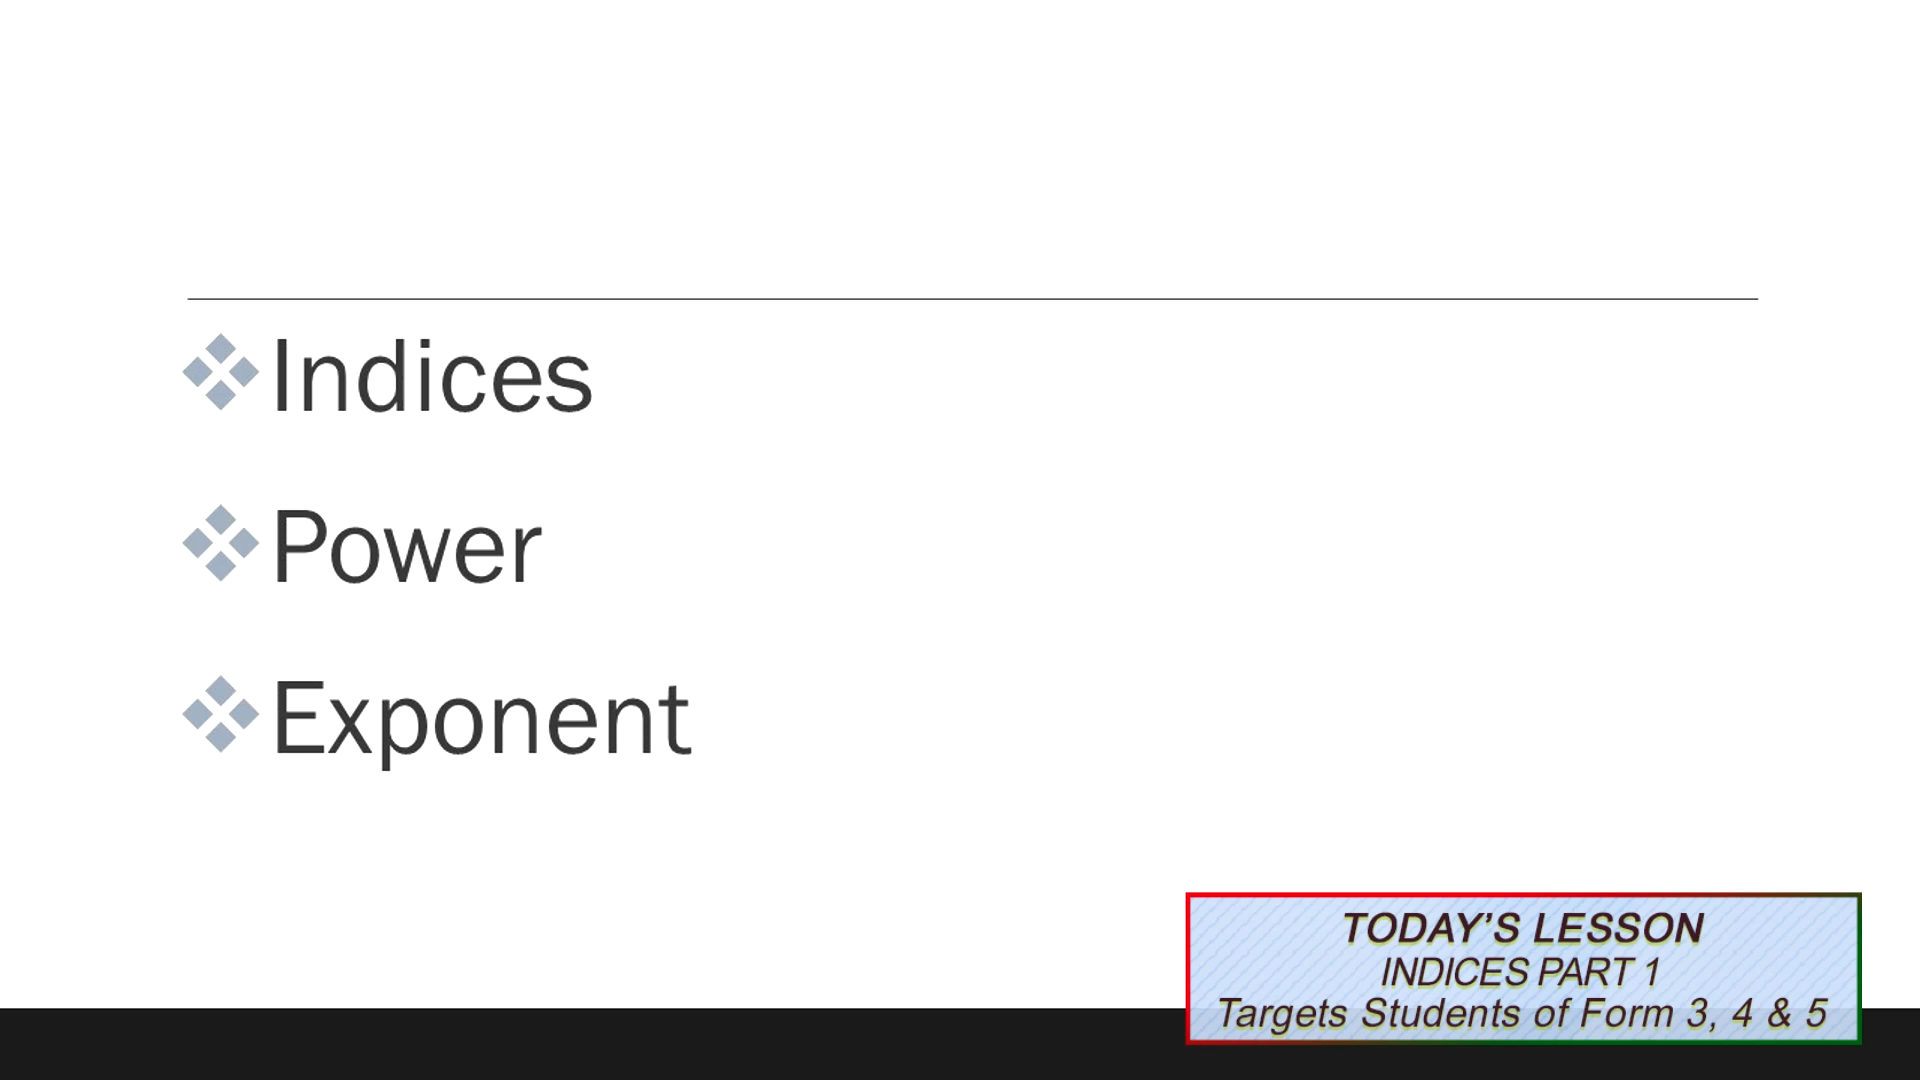 Indices
Power
Exponent
TODAY'S LESSON
INDICES PART 1
Targets Students of Form 3, 4 & 5